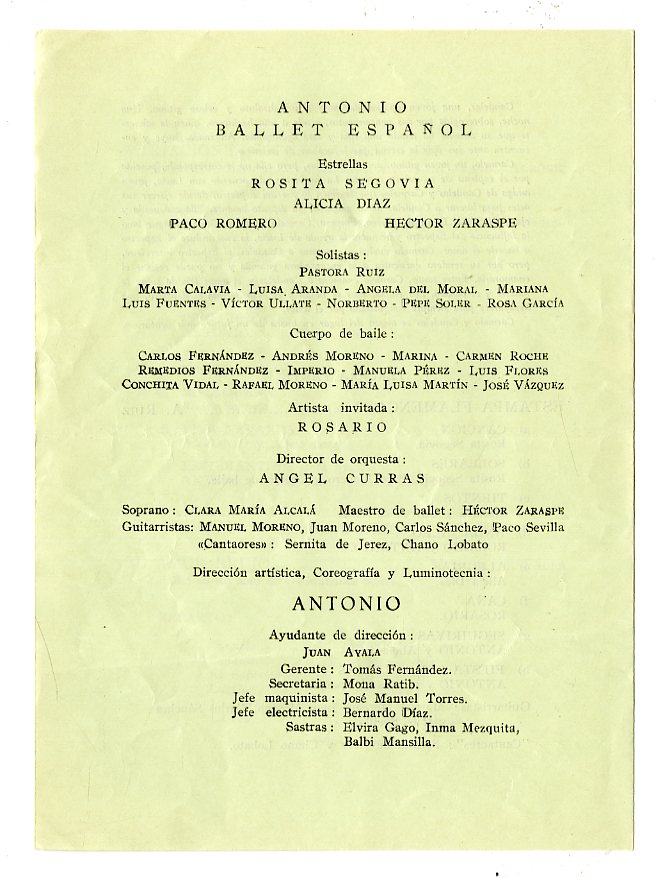 ANTONIO
BALLET ESPAÑOL
Estrellas
ROSITA SEGOVIA
ALICIA DIAZ
PACO ROMERO HECTOR ZARASPE
Solistas :
PASTORA RUIZ
MARTA CALAVIA - LUISA ARANDA - ANGELA DEL MORAL - MARIANA
LUIS FUENTES - VÍCTOR ULLATE - NORBERTO - PEPE SOLER - ROSA GARCÍA
Cuerpo de baile :
CARLOS FERNÁNDEZ - ANDRÉS MORENO - MARINA - CARMEN ROCHE
REMEDIOS FERNÁNDEZ - IMPERIO - MANUELA PÉREZ - LUIS FLORES
CONCHITA VIDAL - RAFAEL MORENO - MARÍA LUISA MARTÍN - JOSÉ VÁZQUEZ
Artista invitada :
ROSARIO
Director de orquesta :
ANGEL CURRAS
Soprano : CLARA MARÍA ALCALÁ Maestro de ballet : HÉCTOR ZARASPE
Guitarristas: MANUEL MORENO, Juan Moreno, Carlos Sánchez, Paco Sevilla
«Cantaores» : Sernita de Jerez, Chano Lobato
Dirección artística, Coreografía y Luminotecnia :
ANTONIO
Ayudante de dirección :
JUAN AYALA
Gerente : Tomás Fernández.
Secretaria : Mona Ratib.
Jefe maquinista : José Manuel Torres.
Jefe electricista : Bernardo Díaz.
Sastras : Elvira Gago, Inma Mezquita,
Balbi Mansilla.